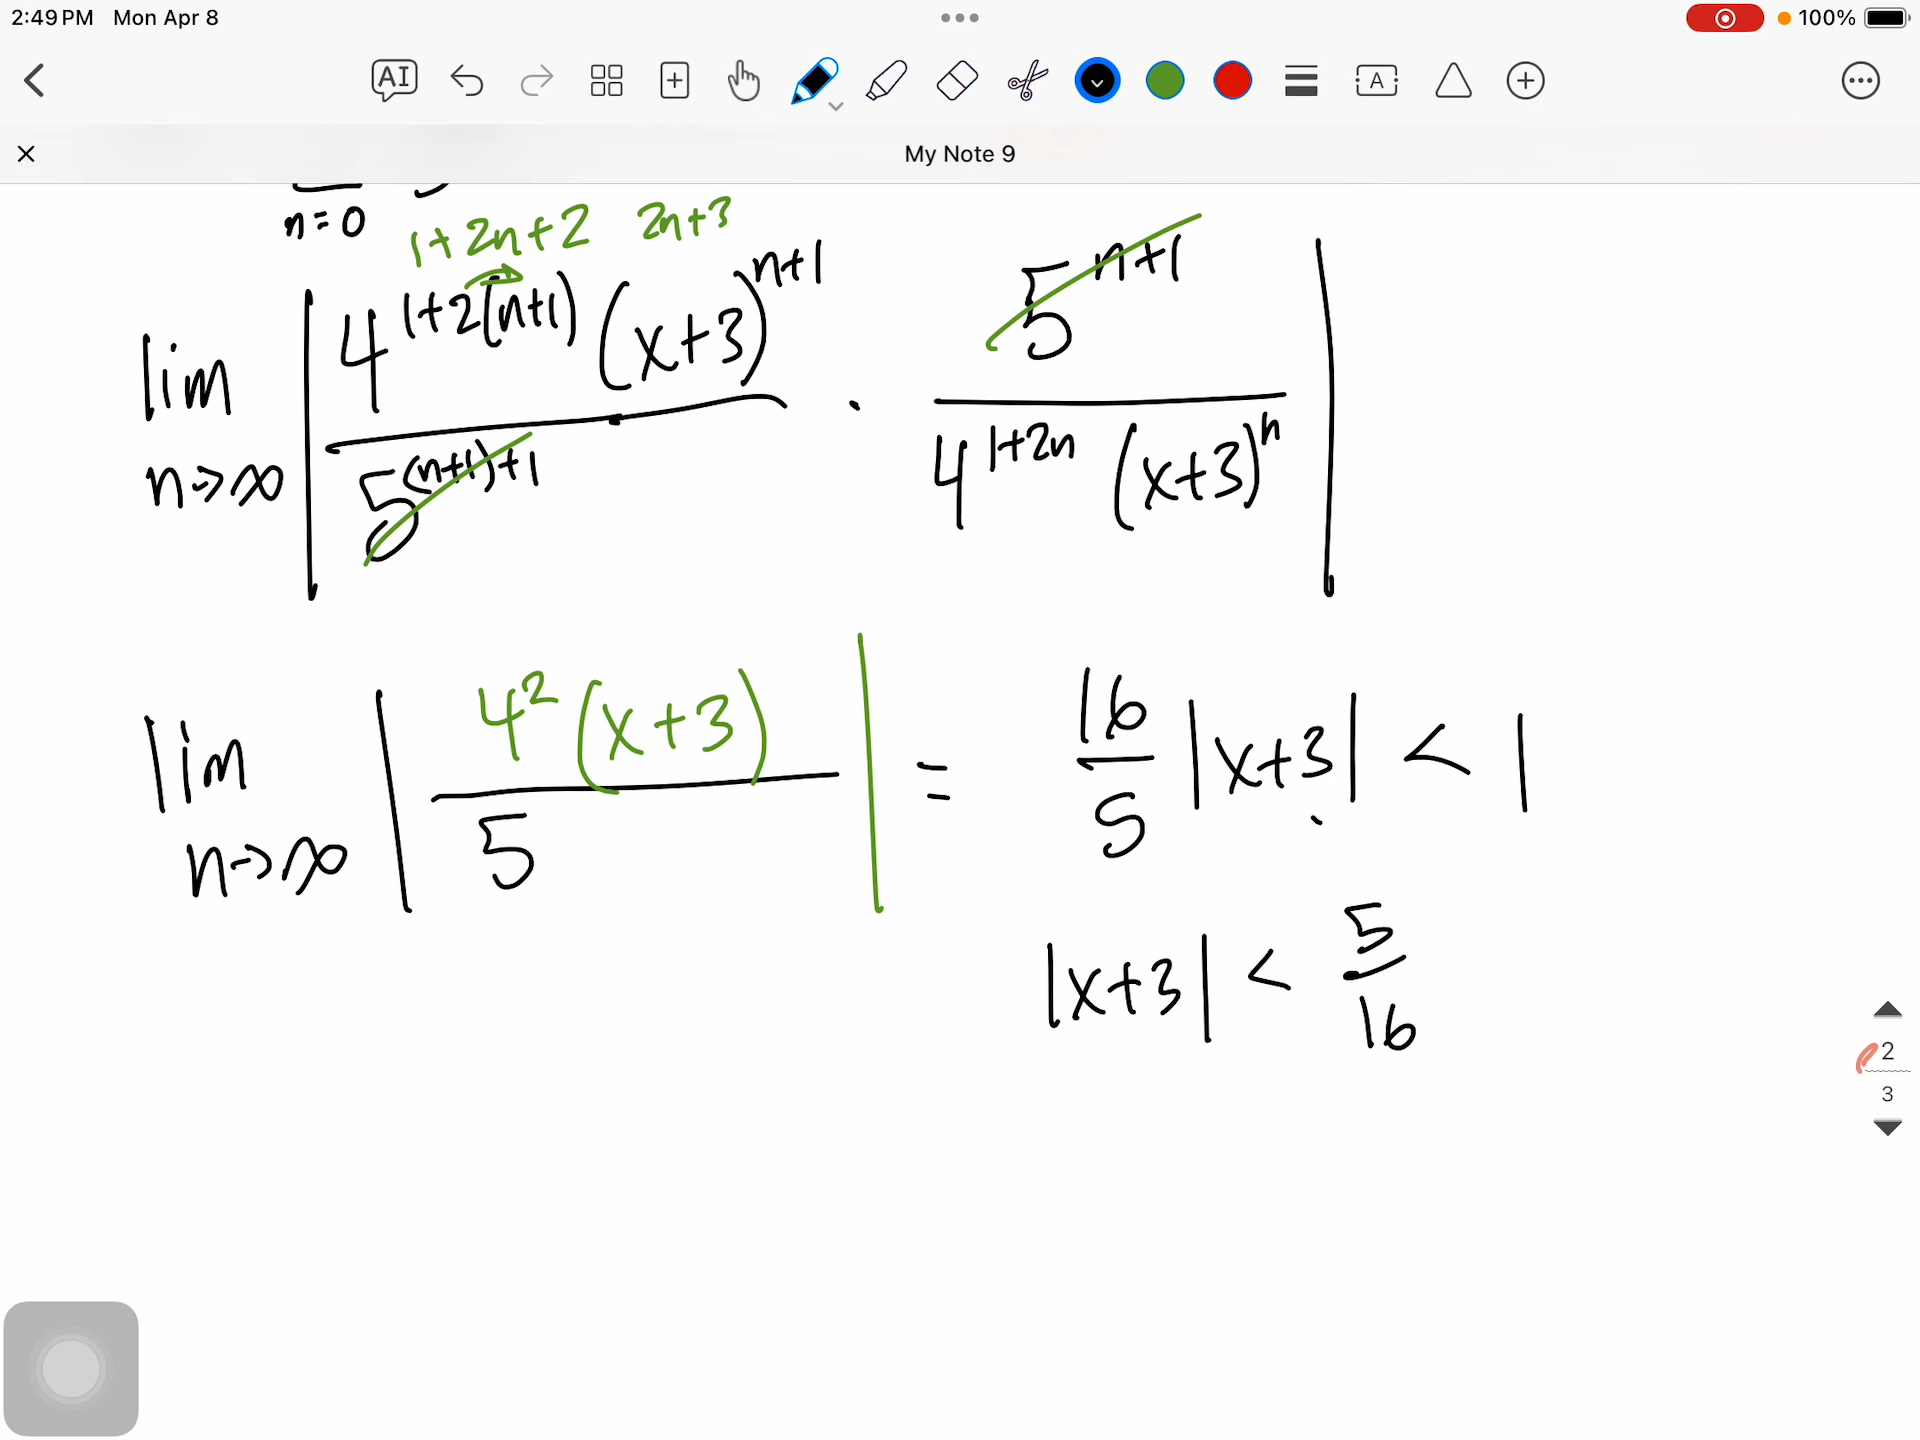 2:49 PM Mon Apr 8
100%
AI
A
My Note 9
n=0
1+2n+2 2n+3
lim n->∞ | 4^(1+2(n+1)) (x+3)^(n+1) / 5^((n+1)+1) · 5^(n+1) / 4^(1+2n) (x+3)^n |
lim n->∞ | 4^2 (x+3) / 5 | = 16/5 |x+3| < 1
|x+3| < 5/16
2
3